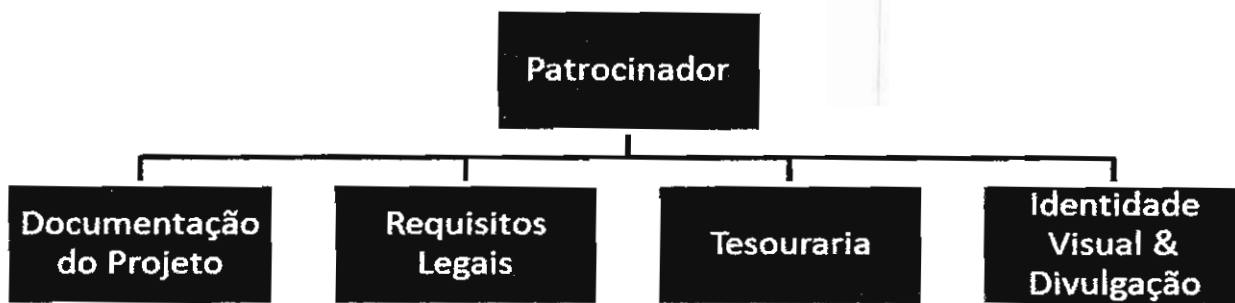 Patrocinador
Documentação
do Projeto
Requisitos
Legais
Tesouraria
Identidade
Visual &
Divulgação